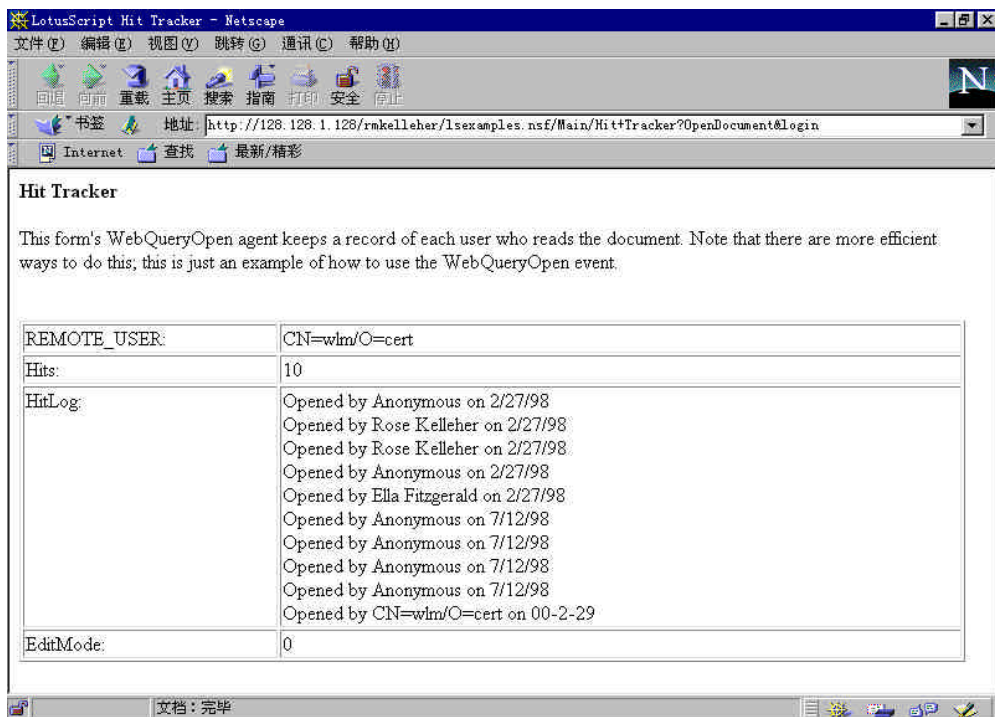 LotusScript Hit Tracker - Netscape
文件(F) 编辑(E) 视图(V) 跳转(G) 通讯(C) 帮助(H)
回退 向前 重载 主页 搜索 指南 打印 安全 停止
N
书签 地址: http://128.128.1.128/rmkelleher/lsexamples.nsf/Main/Hit+Tracker?OpenDocument&login
Internet 查找 最新/精彩
Hit Tracker
This form's WebQueryOpen agent keeps a record of each user who reads the document. Note that there are more efficient
ways to do this; this is just an example of how to use the WebQueryOpen event.
REMOTE_USER: CN=wlm/O=cert
Hits: 10
HitLog: Opened by Anonymous on 2/27/98
Opened by Rose Kelleher on 2/27/98
Opened by Rose Kelleher on 2/27/98
Opened by Anonymous on 2/27/98
Opened by Ella Fitzgerald on 2/27/98
Opened by Anonymous on 7/12/98
Opened by Anonymous on 7/12/98
Opened by Anonymous on 7/12/98
Opened by Anonymous on 7/12/98
Opened by CN=wlm/O=cert on 00-2-29
EditMode: 0
文档：完毕